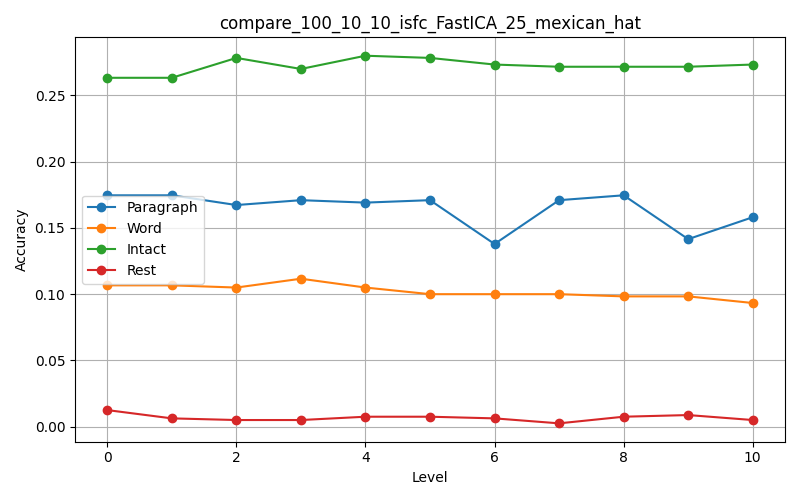 compare_100_10_10_isfc_FastICA_25_mexican_hat
Accuracy
0.25
0.20
0.15
0.10
0.05
0.00
Paragraph
Word
Intact
Rest
0 2 4 6 8 10
Level